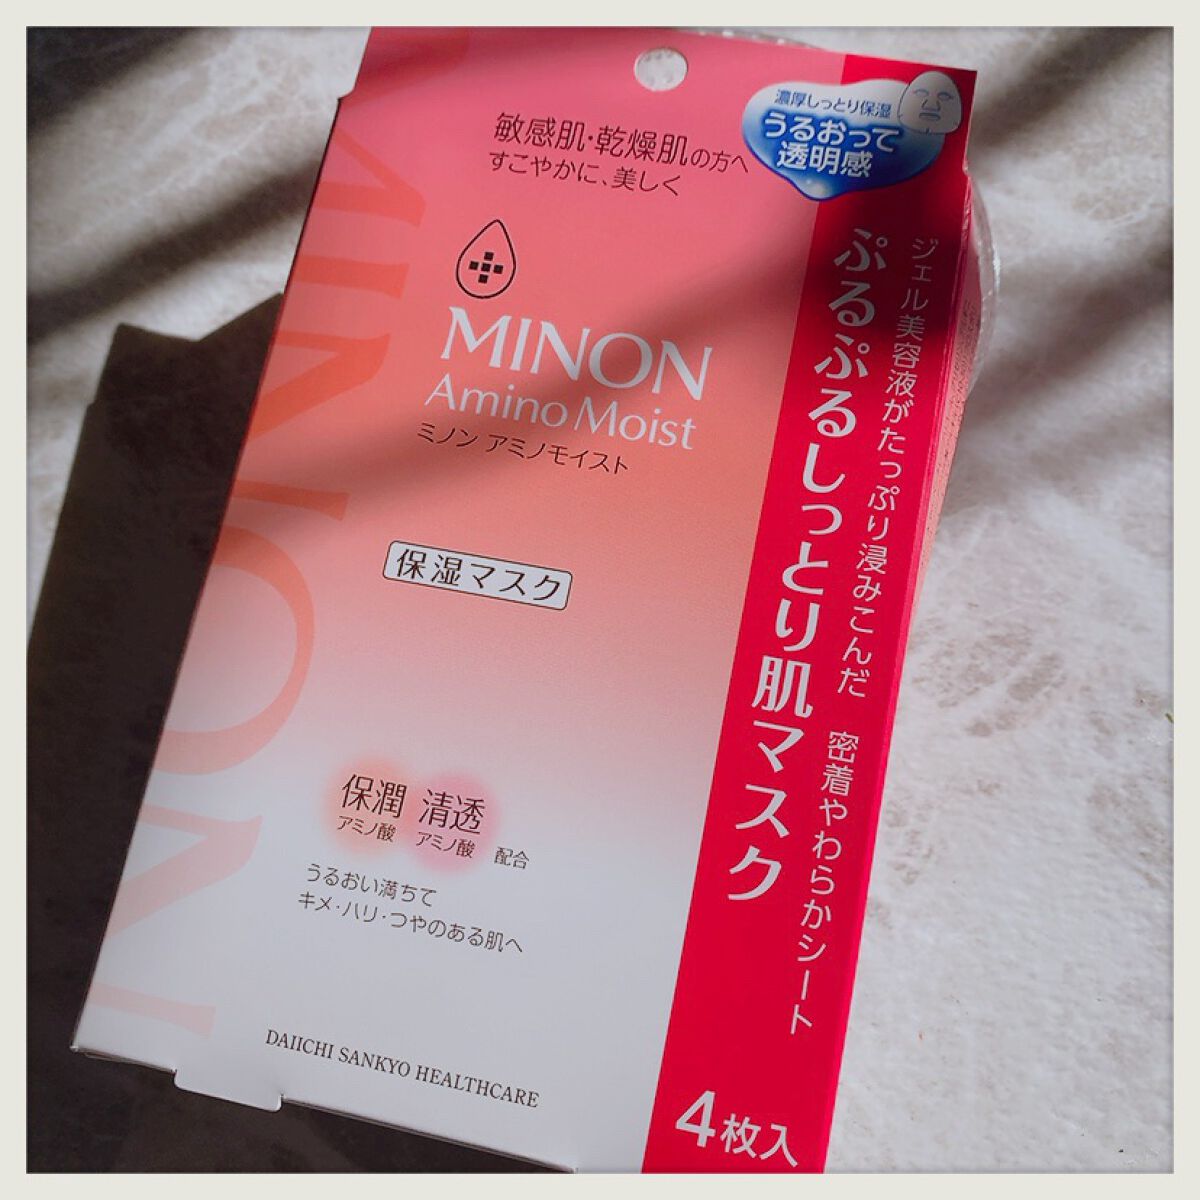 敏感肌・乾燥肌の方へ
すこやかに、美しく
濃厚しっとり保湿
うるおって
透明感
MINON
Amino Moist
ミノン アミノモイスト
保湿マスク
ジェル美容液がたっぷり浸みこんだ 密着やわらかシート
ぷるぷるしっとり肌マスク
保潤 清透
アミノ酸 アミノ酸 配合
うるおい満ちて
キメ・ハリ・つやのある肌へ
DAIICHI SANKYO HEALTHCARE
4枚入
MINON